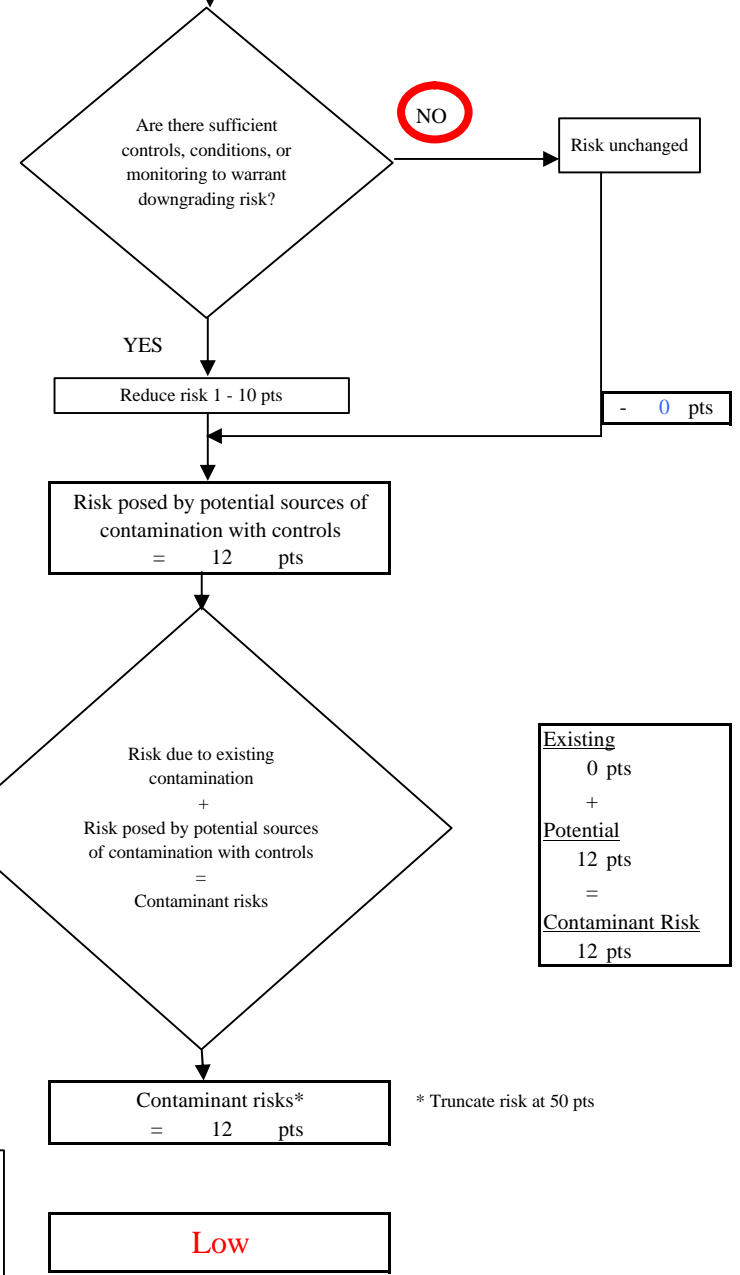 Are there sufficient
controls, conditions, or
monitoring to warrant
downgrading risk?
NO
Risk unchanged
YES
Reduce risk 1 - 10 pts
- 0 pts
Risk posed by potential sources of
contamination with controls
= 12 pts
Risk due to existing
contamination
+
Risk posed by potential sources
of contamination with controls
=
Contaminant risks
Existing
0 pts
+
Potential
12 pts
=
Contaminant Risk
12 pts
Contaminant risks*
= 12 pts
* Truncate risk at 50 pts
Low